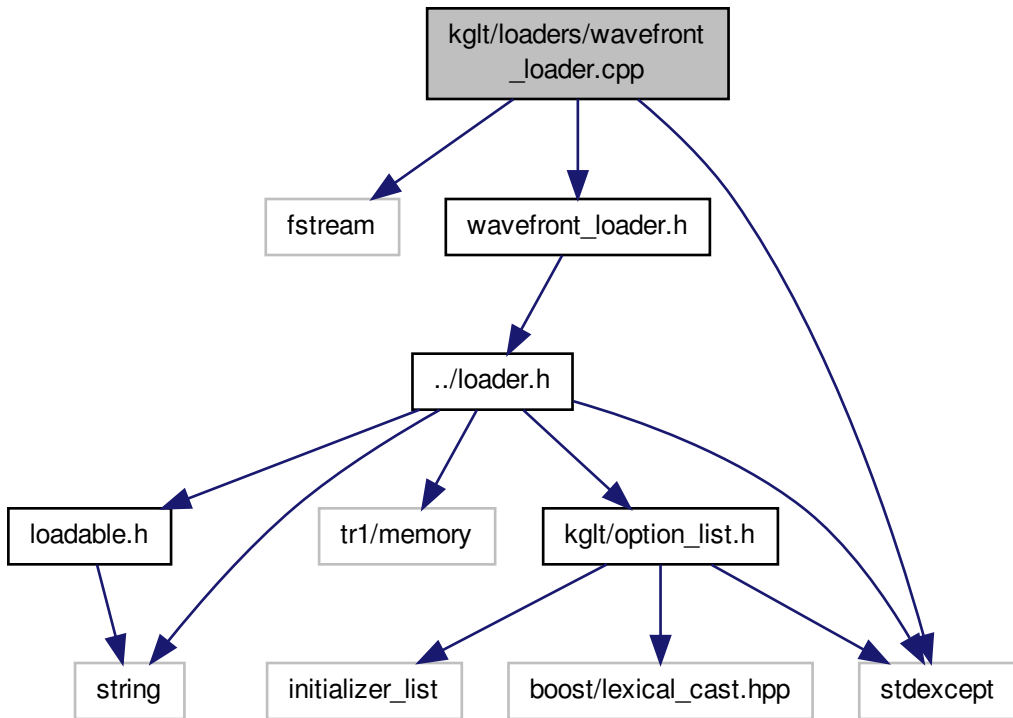 kglt/loaders/wavefront
_loader.cpp
fstream
wavefront_loader.h
../loader.h
loadable.h
tr1/memory
kglt/option_list.h
string
initializer_list
boost/lexical_cast.hpp
stdexcept